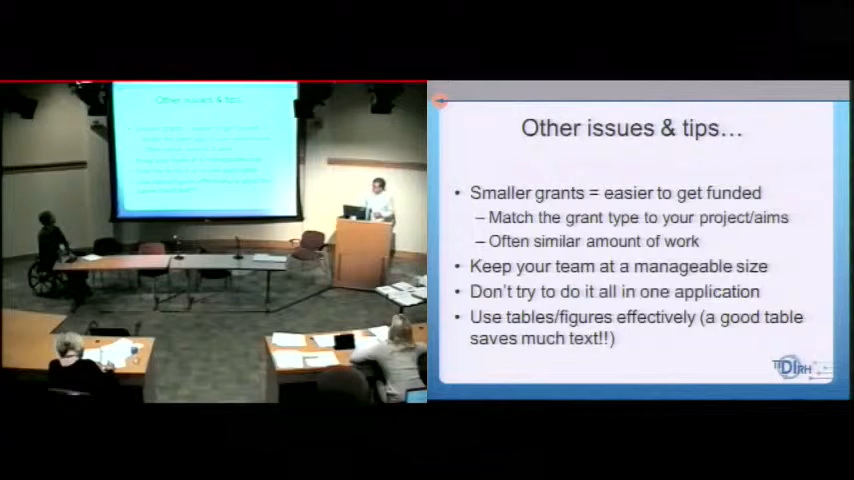 Other issues & tips...
• Smaller grants = easier to get funded
– Match the grant type to your project/aims
– Often similar amount of work
• Keep your team at a manageable size
• Don't try to do it all in one application
• Use tables/figures effectively (a good table
saves much text!!)